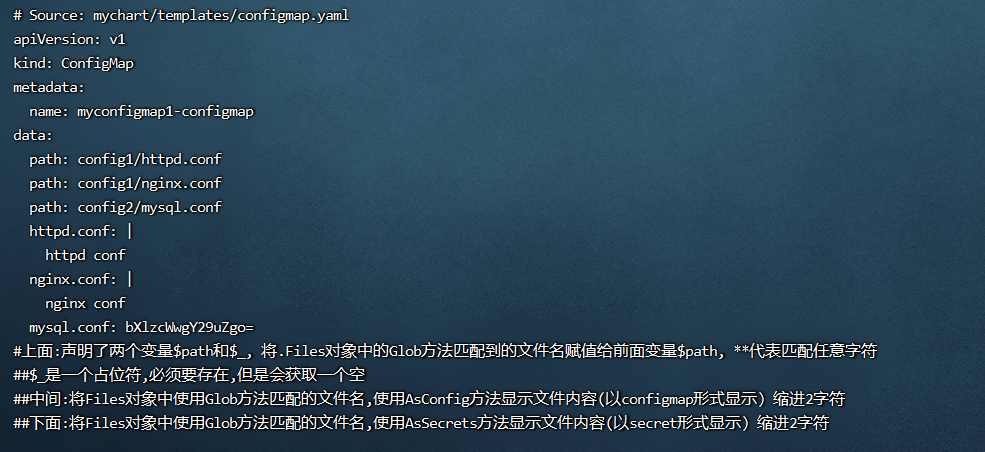 # Source: mychart/templates/configmap.yaml
apiVersion: v1
kind: ConfigMap
metadata:
  name: myconfigmap1-configmap
data:
  path: config1/httpd.conf
  path: config1/nginx.conf
  path: config2/mysql.conf
  httpd.conf: |
    httpd conf
  nginx.conf: |
    nginx conf
  mysql.conf: bXlzcWwgY29uZgo=
#上面:声明了两个变量$path和$_, 将.Files对象中的Glob方法匹配到的文件名赋值给前面变量$path, **代表匹配任意字符
##$_是一个占位符,必须要存在,但是会获取一个空
##中间:将Files对象中使用Glob方法匹配的文件名,使用AsConfig方法显示文件内容(以configmap形式显示) 缩进2字符
##下面:将Files对象中使用Glob方法匹配的文件名,使用AsSecrets方法显示文件内容(以secret形式显示) 缩进2字符